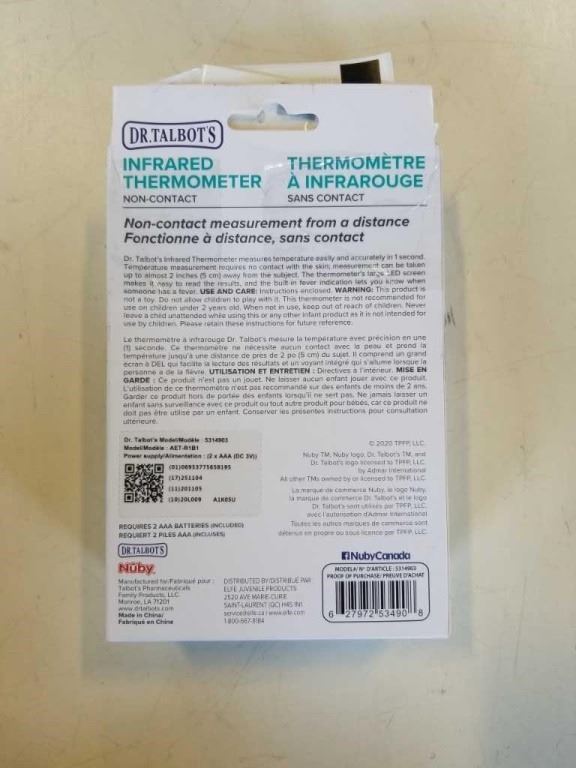 DR.TALBOT'S
INFRARED
THERMOMETER
NON-CONTACT
THERMOMÈTRE
À INFRAROUGE
SANS CONTACT
Non-contact measurement from a distance
Fonctionne à distance, sans contact
Dr. Talbot's Infrared Thermometer measures temperature easily and accurately in 1 second.
Temperature measurement requires no contact with the skin; measurement can be taken
up to almost 2 inches (5 cm) away from the subject. The thermometer's large LED screen
makes it easy to read the results, and the built-in fever indication lets you know when
someone has a fever. USE AND CARE: Instructions enclosed. WARNING: This product is
not a toy. Do not allow children to play with it. This thermometer is not recommended for
use on children under 2 years old. When not in use, keep out of reach of children. Never
leave a child unattended while using this or any other infant product as it is not intended for
use by children. Please retain these instructions for future reference.
Le thermomètre à infrarouge Dr. Talbot's mesure la température avec précision en une
(1) seconde. Ce thermomètre ne nécessite aucun contact avec la peau et prend la
température jusqu'à une distance de près de 2 po (5 cm) du sujet. Il comprend un grand
écran à DEL qui facilite la lecture des résultats et un voyant intégré qui s'allume lorsque la
personne a de la fièvre. UTILISATION ET ENTRETIEN : Directives à l'intérieur. MISE EN
GARDE : Ce produit n'est pas un jouet. Ne laisser aucun enfant jouer avec ce produit.
L'utilisation de ce thermomètre n'est pas recommandée sur des enfants de moins de 2 ans.
Garder ce produit hors de portée des enfants lorsqu'il ne sert pas. Ne jamais laisser un
enfant sans surveillance avec ce produit ou tout autre produit pour bébés, car ce produit ne
doit pas être utilisé par un enfant. Conserver les présentes instructions pour consultation
ultérieure.
Dr. Talbot's Model/Modèle : 5314903
Model/Modèle : AET-R1B1
Power supply/Alimentation : (2 x AAA (DC 3V))
(01)06953775658195
(17)251104
(11)201105
(10)20L009 A1K05U
REQUIRES 2 AAA BATTERIES (INCLUDED)
REQUIERT 2 PILES AAA (INCLUSES)
© 2020 TPFP, LLC.
Nuby TM, Nuby logo, Dr. Talbot's TM, and
Dr. Talbot's logo licensed to TPFP, LLC.
by Admar International
All other TMs owned by or licensed to TPFP, LLC.
La marque de commerce Nuby, le logo Nuby,
la marque de commerce Dr. Talbot's et le logo
Dr. Talbot's sont utilisés par TPFP, LLC.
avec l'autorisation d'Admar International
Toutes les autres marques de commerce sont
détenus en propre ou sous licence par TPFP, LLC.
DR.TALBOT'S
Nuby
Manufactured for/Fabriqué pour :
Talbot's Pharmaceuticals
Family Products, LLC.
Monroe, LA 71201
www.drtalbots.com
Made in China/
Fabriqué en Chine
DISTRIBUTED BY/DISTRIBUÉ PAR
ELFE JUVENILE PRODUCTS
2520 AVE MARIE-CURIE
SAINT-LAURENT (QC) H4S 1N1
service@elfe.ca | www.elfe.com
1-800-667-8184
f NubyCanada
MODEL#/ N° D'ARTICLE : 5314903
PROOF OF PURCHASE/ PREUVE D'ACHAT
6 27972 53490 8